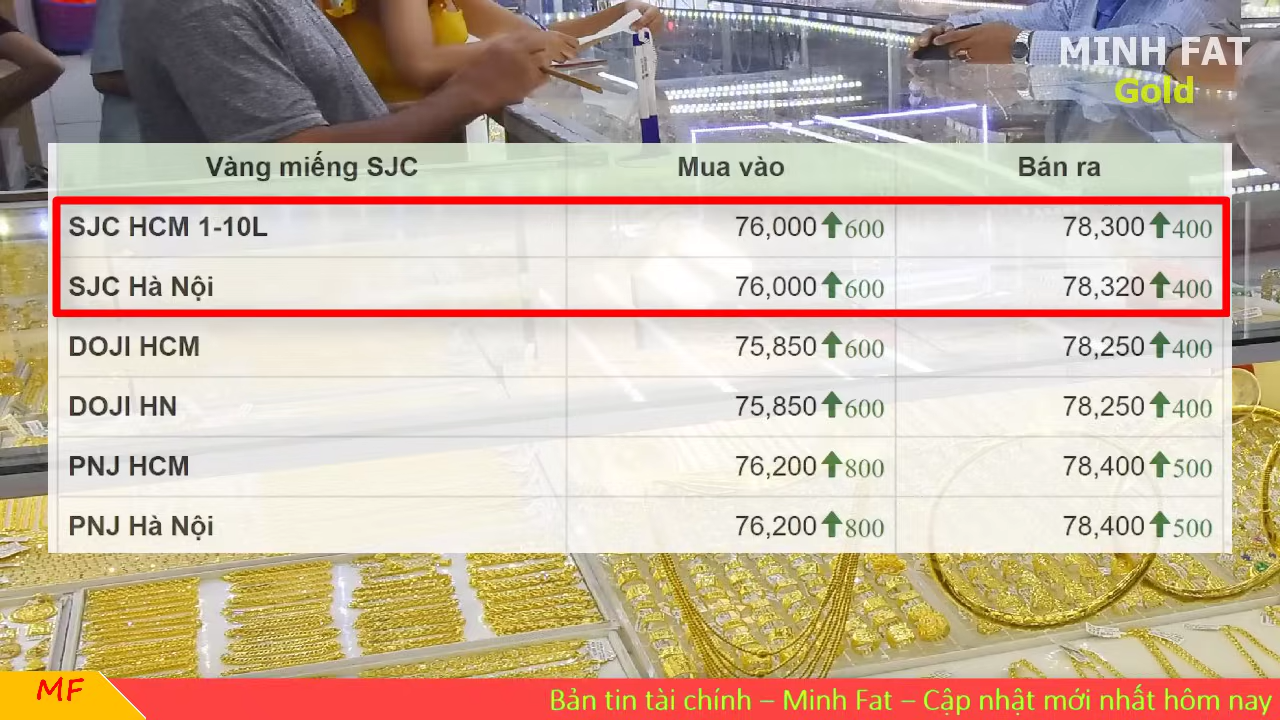 MINH FAT
Gold
Vàng miếng SJC Mua vào Bán ra
SJC HCM 1-10L 76,000 600 78,300 400
SJC Hà Nội 76,000 600 78,320 400
DOJI HCM 75,850 600 78,250 400
DOJI HN 75,850 600 78,250 400
PNJ HCM 76,200 800 78,400 500
PNJ Hà Nội 76,200 800 78,400 500
MF
Bản tin tài chính – Minh Fat – Cập nhật mới nhất hôm nay